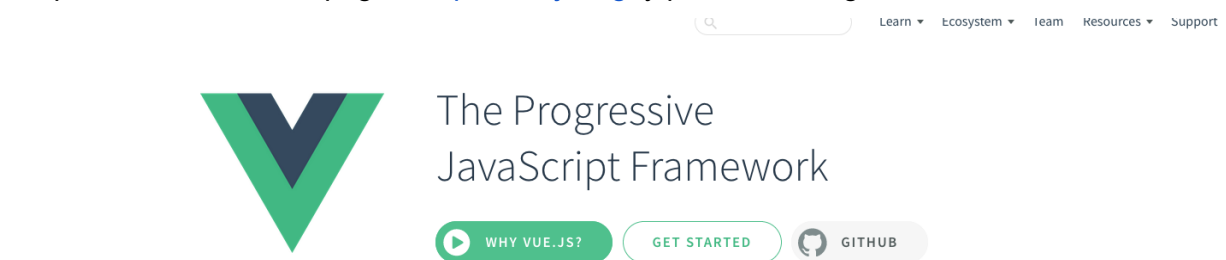 Learn Ecosystem Team Resources Support
The Progressive
JavaScript Framework
WHY VUE.JS? GET STARTED GITHUB